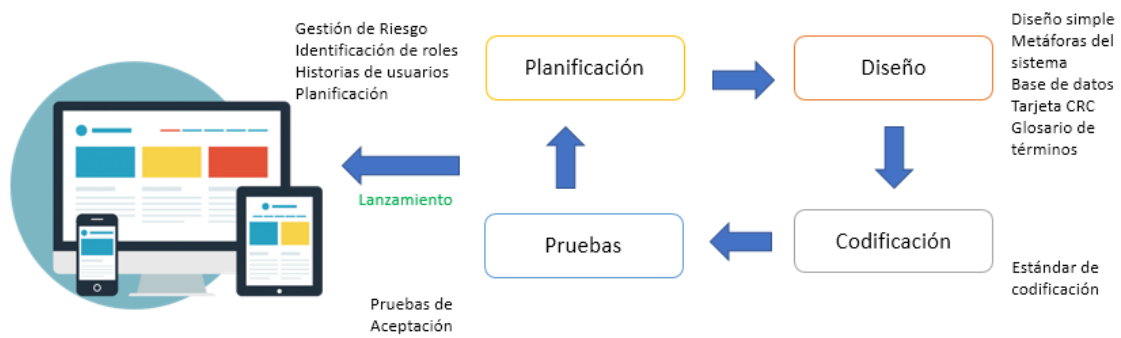 Gestión de Riesgo
Identificación de roles
Historias de usuarios
Planificación
Planificación
Diseño
Diseño simple
Metáforas del
sistema
Base de datos
Tarjeta CRC
Glosario de
términos
Lanzamiento
Pruebas
Codificación
Pruebas de
Aceptación
Estándar de
codificación